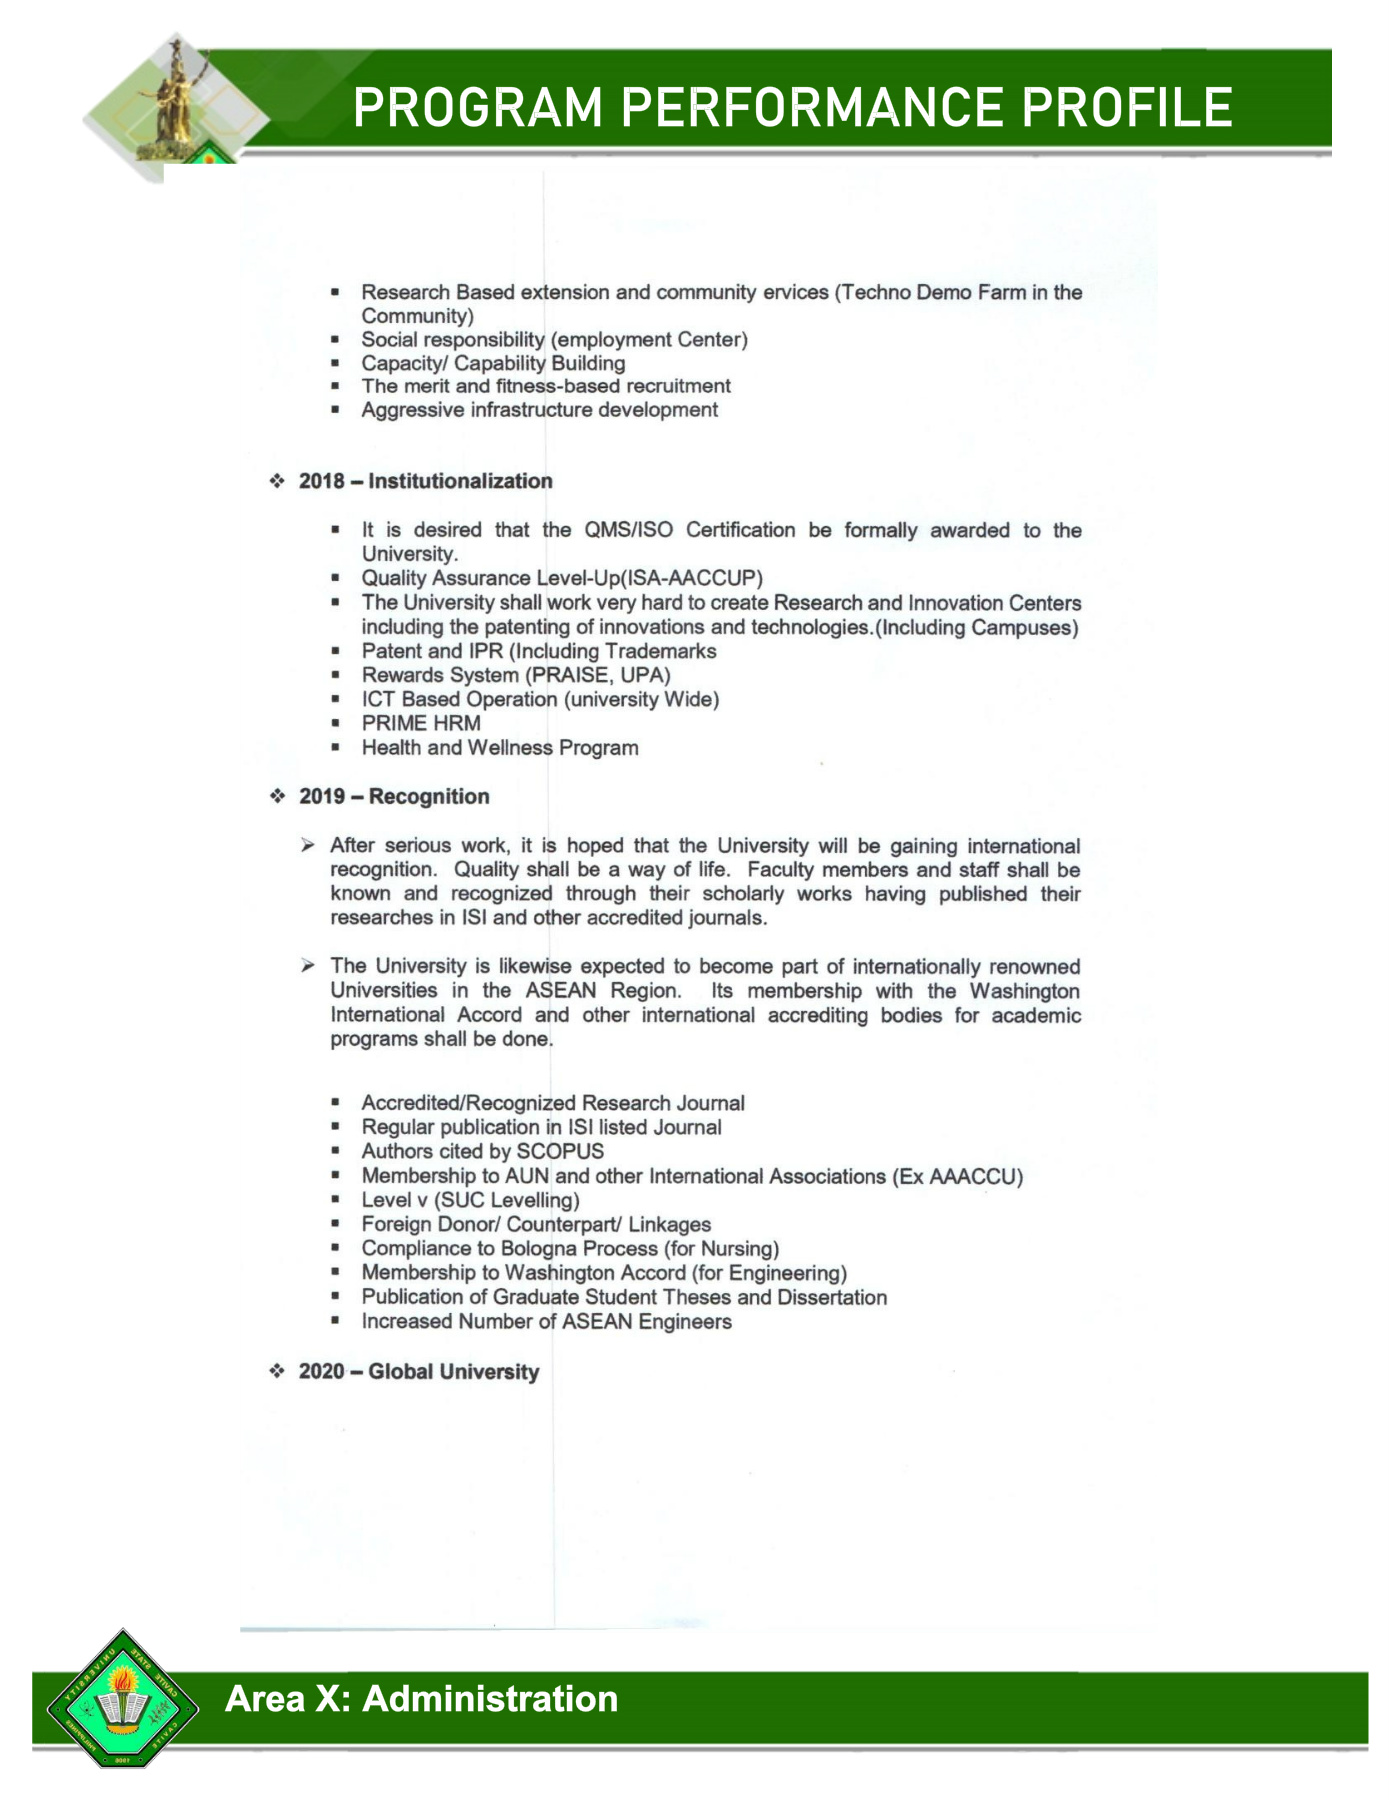 PROGRAM PERFORMANCE PROFILE
▪ Research Based extension and community ervices (Techno Demo Farm in the
Community)
▪ Social responsibility (employment Center)
▪ Capacity/ Capability Building
▪ The merit and fitness-based recruitment
▪ Aggressive infrastructure development
❖ 2018 – Institutionalization
▪ It is desired that the QMS/ISO Certification be formally awarded to the
University.
▪ Quality Assurance Level-Up(ISA-AACCUP)
▪ The University shall work very hard to create Research and Innovation Centers
including the patenting of innovations and technologies.(Including Campuses)
▪ Patent and IPR (Including Trademarks
▪ Rewards System (PRAISE, UPA)
▪ ICT Based Operation (university Wide)
▪ PRIME HRM
▪ Health and Wellness Program
❖ 2019 – Recognition
➢ After serious work, it is hoped that the University will be gaining international
recognition. Quality shall be a way of life. Faculty members and staff shall be
known and recognized through their scholarly works having published their
researches in ISI and other accredited journals.
➢ The University is likewise expected to become part of internationally renowned
Universities in the ASEAN Region. Its membership with the Washington
International Accord and other international accrediting bodies for academic
programs shall be done.
▪ Accredited/Recognized Research Journal
▪ Regular publication in ISI listed Journal
▪ Authors cited by SCOPUS
▪ Membership to AUN and other International Associations (Ex AAACCU)
▪ Level v (SUC Levelling)
▪ Foreign Donor/ Counterpart/ Linkages
▪ Compliance to Bologna Process (for Nursing)
▪ Membership to Washington Accord (for Engineering)
▪ Publication of Graduate Student Theses and Dissertation
▪ Increased Number of ASEAN Engineers
❖ 2020 – Global University
CAVITE STATE UNIVERSITY
CAVITE
PHILIPPINES
1906
Area X: Administration